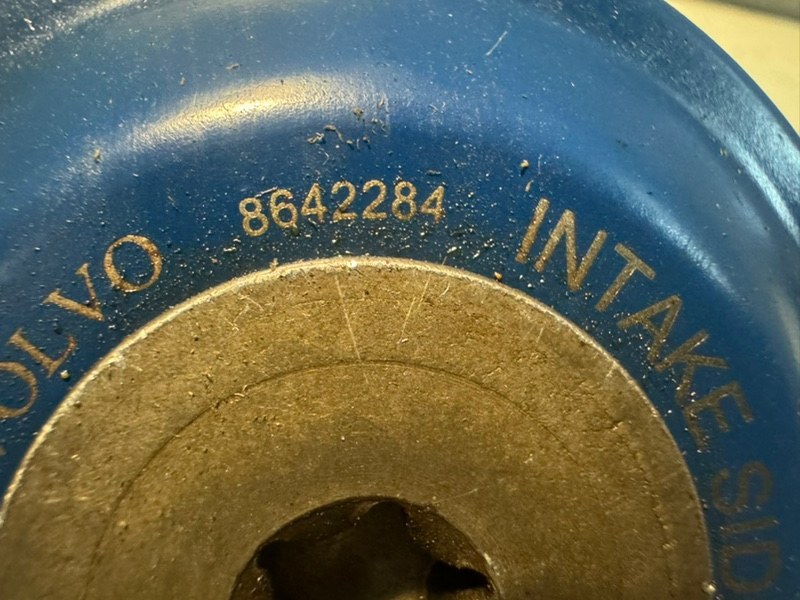 OLVO
8642284
INTAKE SID